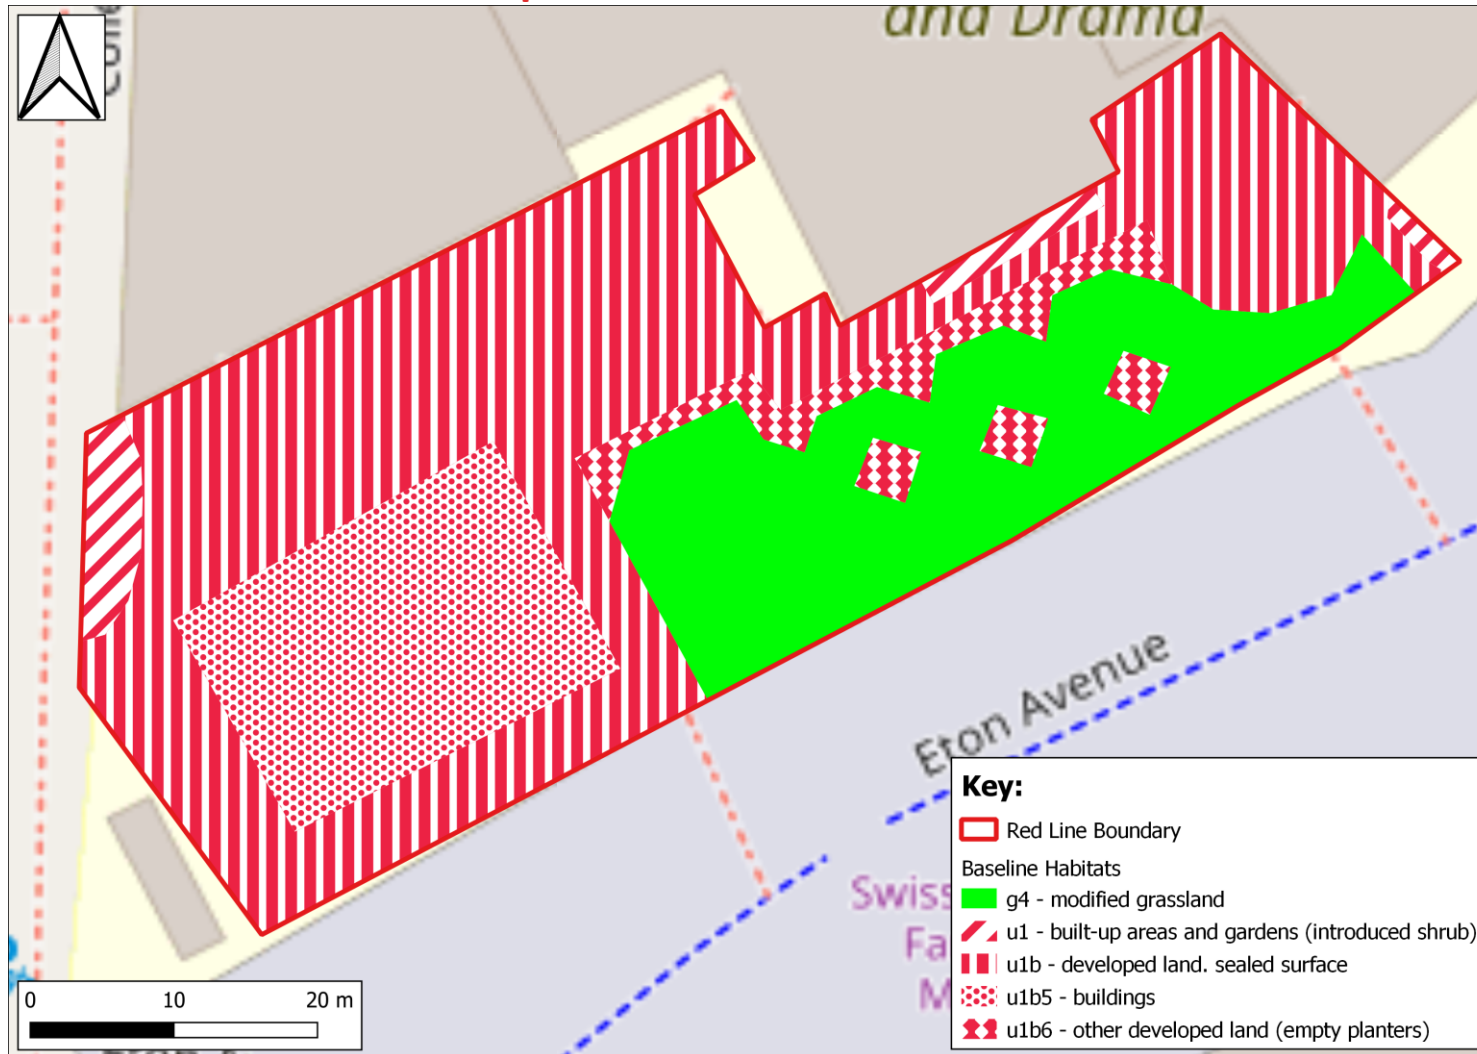 and Drama
Eton Avenue
Swiss
Fa
M
Key:
Red Line Boundary
Baseline Habitats
g4 - modified grassland
u1 - built-up areas and gardens (introduced shrub)
u1b - developed land. sealed surface
u1b5 - buildings
u1b6 - other developed land (empty planters)
0 10 20 m